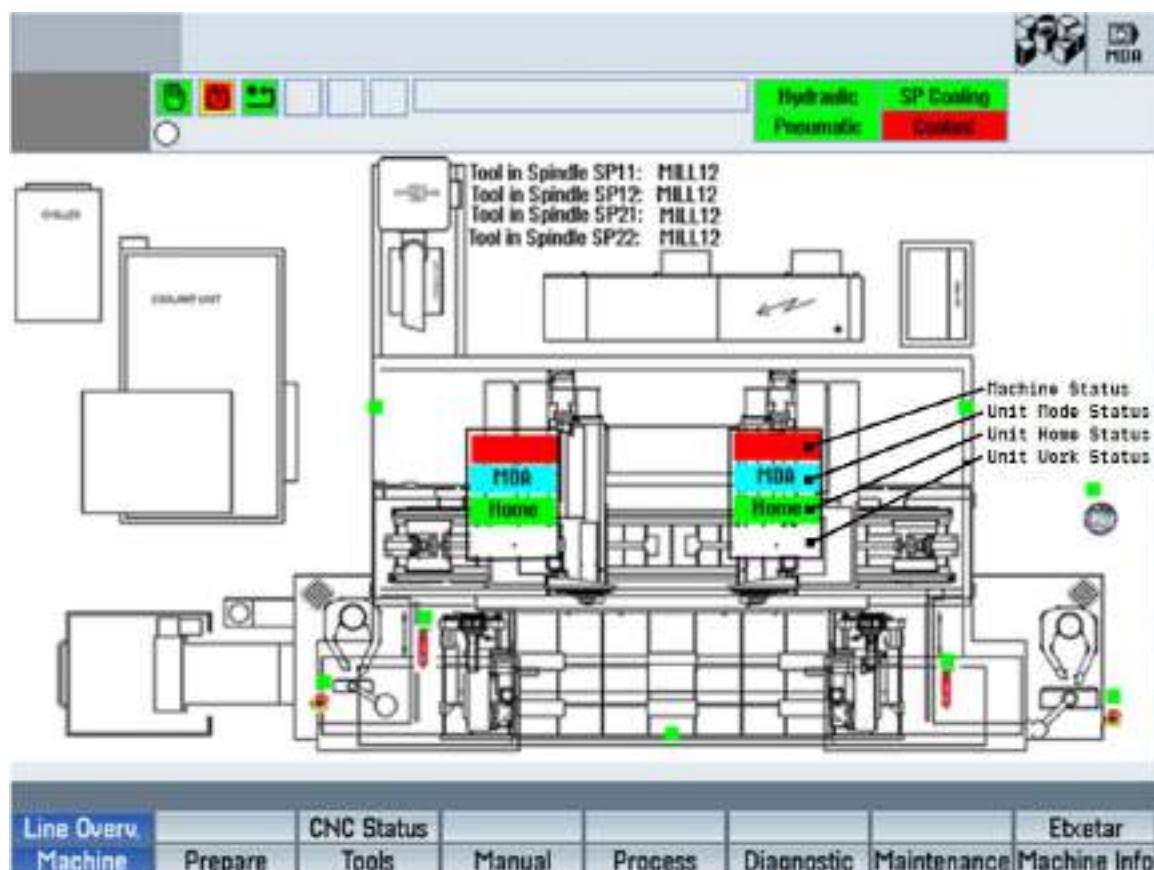 MDA
Hydraulic SP Cooling
Pneumatic Coolant
Tool in Spindle SP11: MILL12
Tool in Spindle SP12: MILL12
Tool in Spindle SP21: MILL12
Tool in Spindle SP22: MILL12
CHILLER
COOLANT UNIT
Machine Status
Unit Mode Status
Unit Home Status
Unit Work Status
MDA MDA
Home Home
Line Overv. CNC Status Etxetar
Machine Prepare Tools Manual Process Diagnostic Maintenance Machine Info